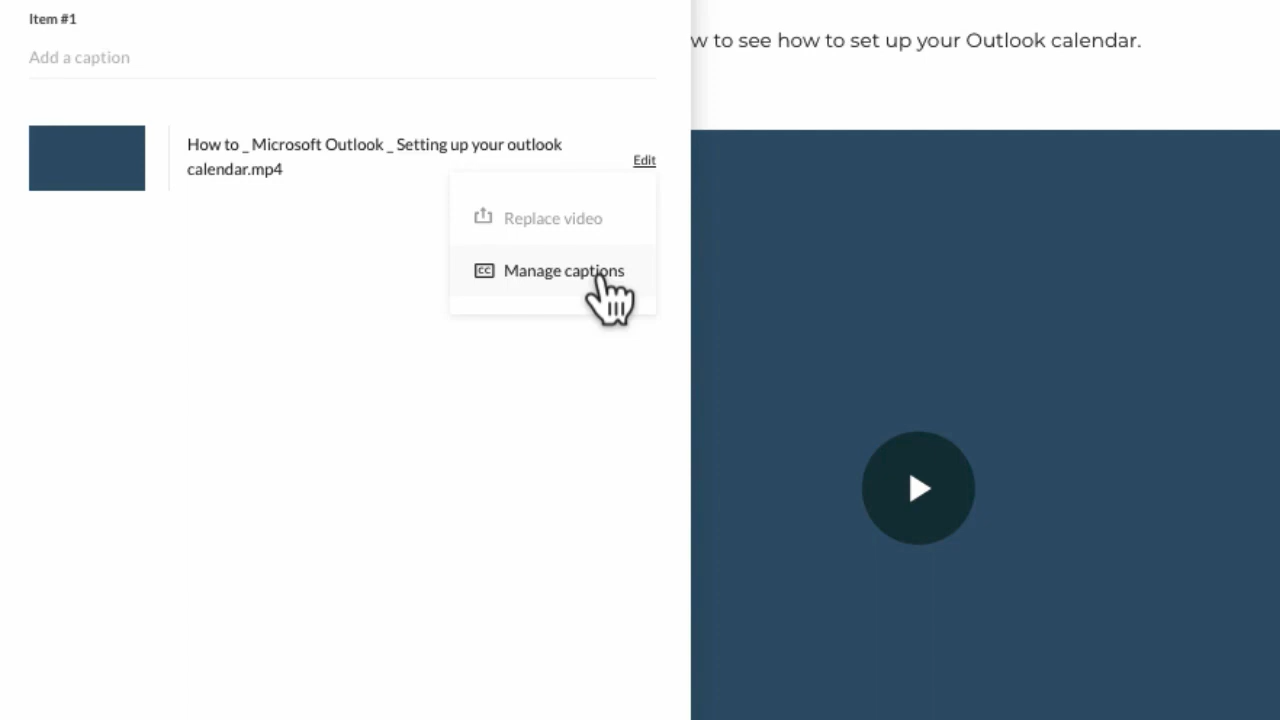 Item #1
Add a caption
How to _ Microsoft Outlook _ Setting up your outlook
calendar.mp4
Edit
Replace video
CC Manage captions
w to see how to set up your Outlook calendar.